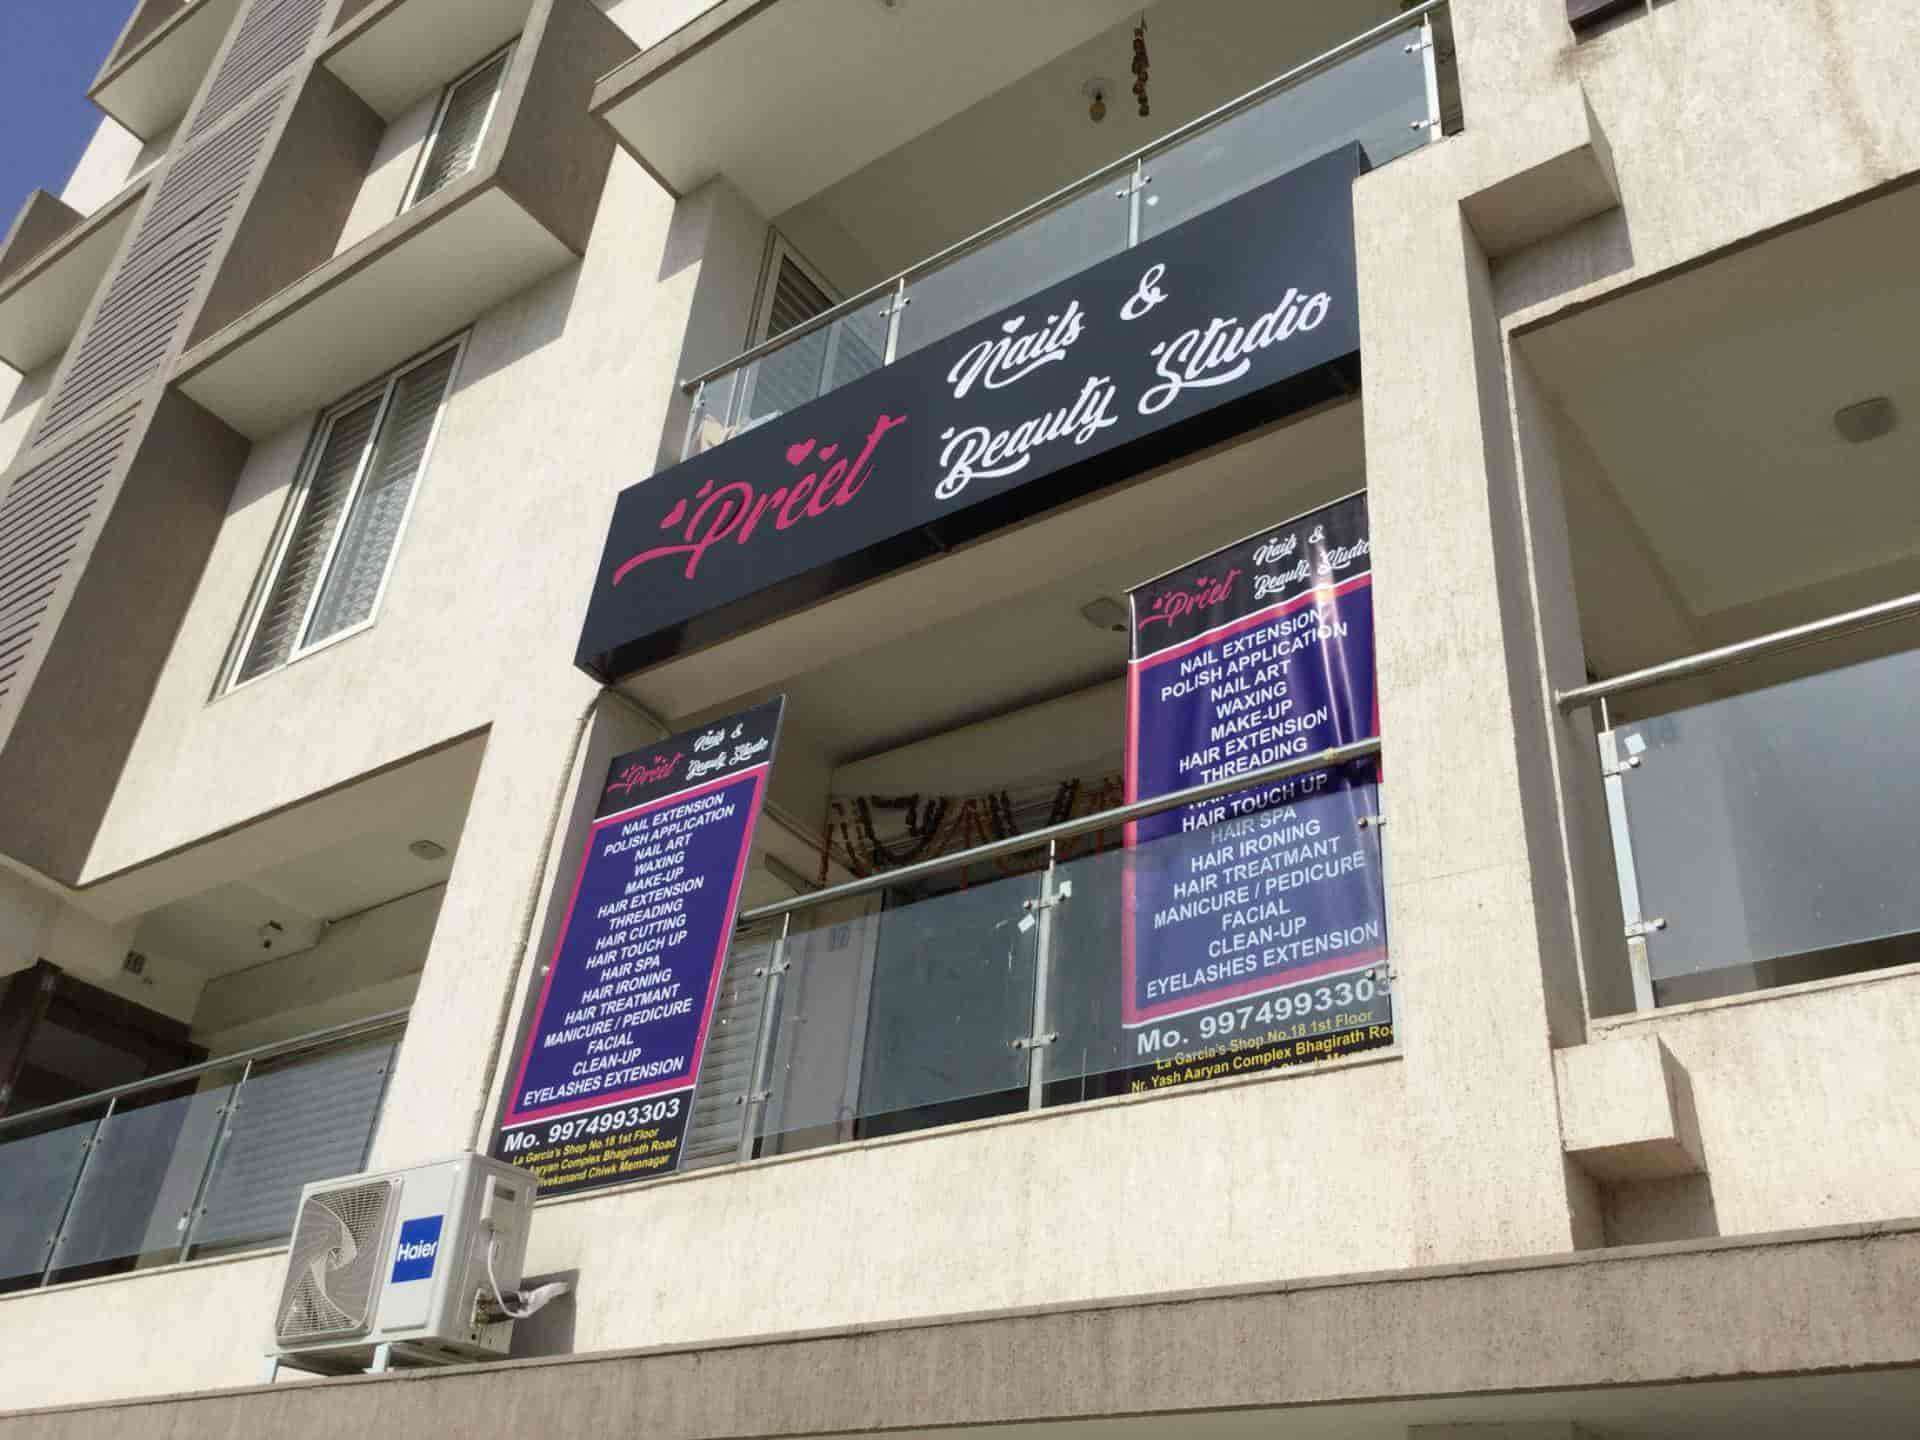 Preet
Nails &
Beauty Studio
Preet
Nails &
Beauty Studio
NAIL EXTENSION
POLISH APPLICATION
NAIL ART
WAXING
MAKE-UP
HAIR EXTENSION
THREADING
HAIR CUTTING
HAIR TOUCH UP
HAIR SPA
HAIR IRONING
HAIR TREATMANT
MANICURE / PEDICURE
FACIAL
CLEAN-UP
EYELASHES EXTENSION
Mo. 9974993303
La Garcia's Shop No.18 1st Floor
Aaryan Complex Bhagirath Road
Chiwk Memnagar
Preet
Nails &
Beauty Studio
NAIL EXTENSION
POLISH APPLICATION
NAIL ART
WAXING
MAKE-UP
HAIR EXTENSION
THREADING
HAIR TOUCH UP
HAIR SPA
HAIR IRONING
HAIR TREATMANT
MANICURE / PEDICURE
FACIAL
CLEAN-UP
EYELASHES EXTENSION
Mo. 9974993303
La Garcia's Shop No.18 1st Floor
Nr. Yash Aaryan Complex Bhagirath
Haier